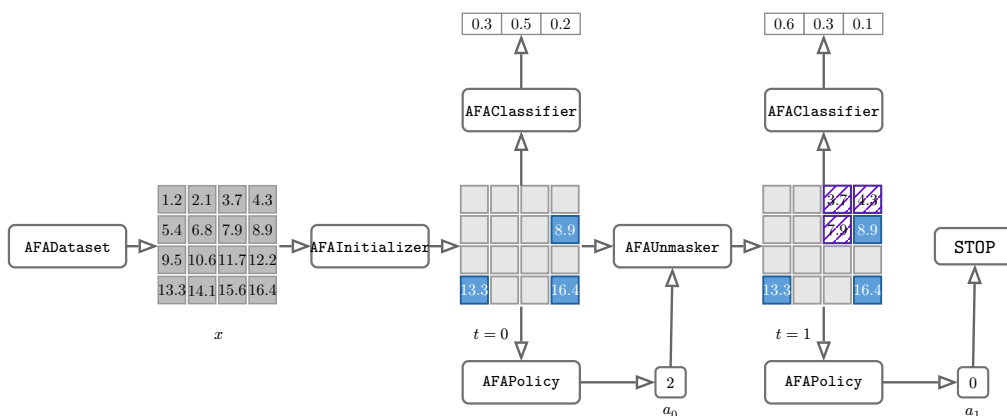 0.3 0.5 0.2
0.6 0.3 0.1
AFAClassifier
AFAClassifier
1.2 2.1 3.7 4.3
5.4 6.8 7.9 8.9
9.5 10.6 11.7 12.2
13.3 14.1 15.6 16.4
3.7 4.3
8.9
7.9 8.9
AFADataset
AFAInitializer
AFAUnmasker
STOP
13.3 16.4
13.3 16.4
x
t = 0
t = 1
AFAPolicy
2
AFAPolicy
0
a₀
a₁